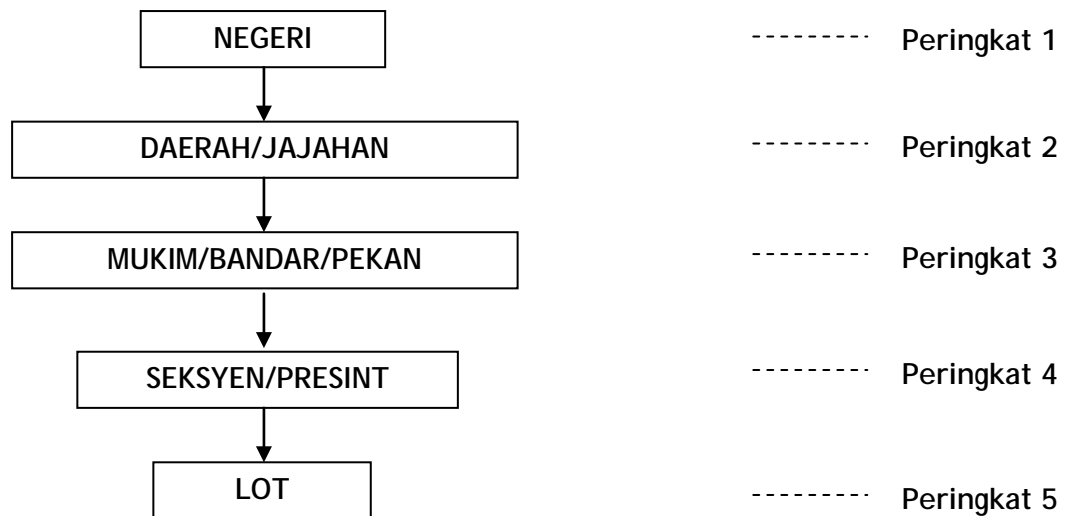 NEGERI
Peringkat 1
DAERAH/JAJAHAN
Peringkat 2
MUKIM/BANDAR/PEKAN
Peringkat 3
SEKSYEN/PRESINT
Peringkat 4
LOT
Peringkat 5